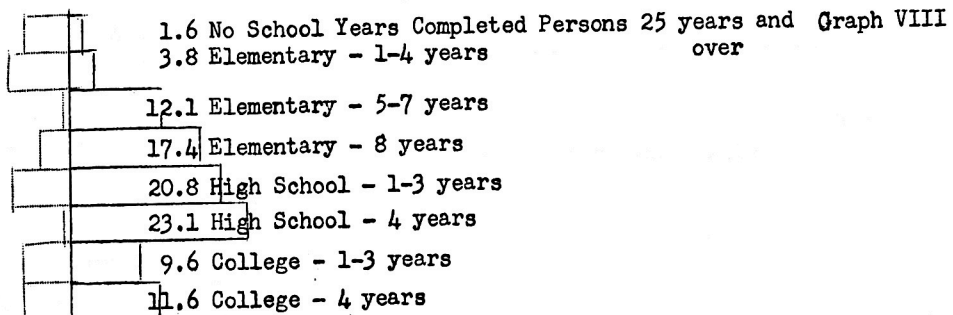 1.6 No School Years Completed Persons 25 years and Graph VIII
3.8 Elementary - 1-4 years over
12.1 Elementary - 5-7 years
17.4 Elementary - 8 years
20.8 High School - 1-3 years
23.1 High School - 4 years
9.6 College - 1-3 years
11.6 College - 4 years